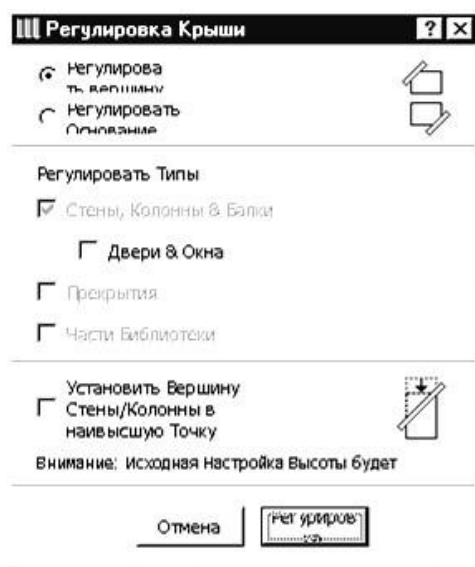 Регулировка Крыши
Регулирова
ть вершину
Регулировать
Основание
Регулировать Типы
Стены, Колонны & Балки
Двери & Окна
Прекрытия
Части Библиотеки
Установить Вершину
Стены/Колонны в
наивысшую Точку
Внимание: Исходная Настройка Высоты будет
Отмена